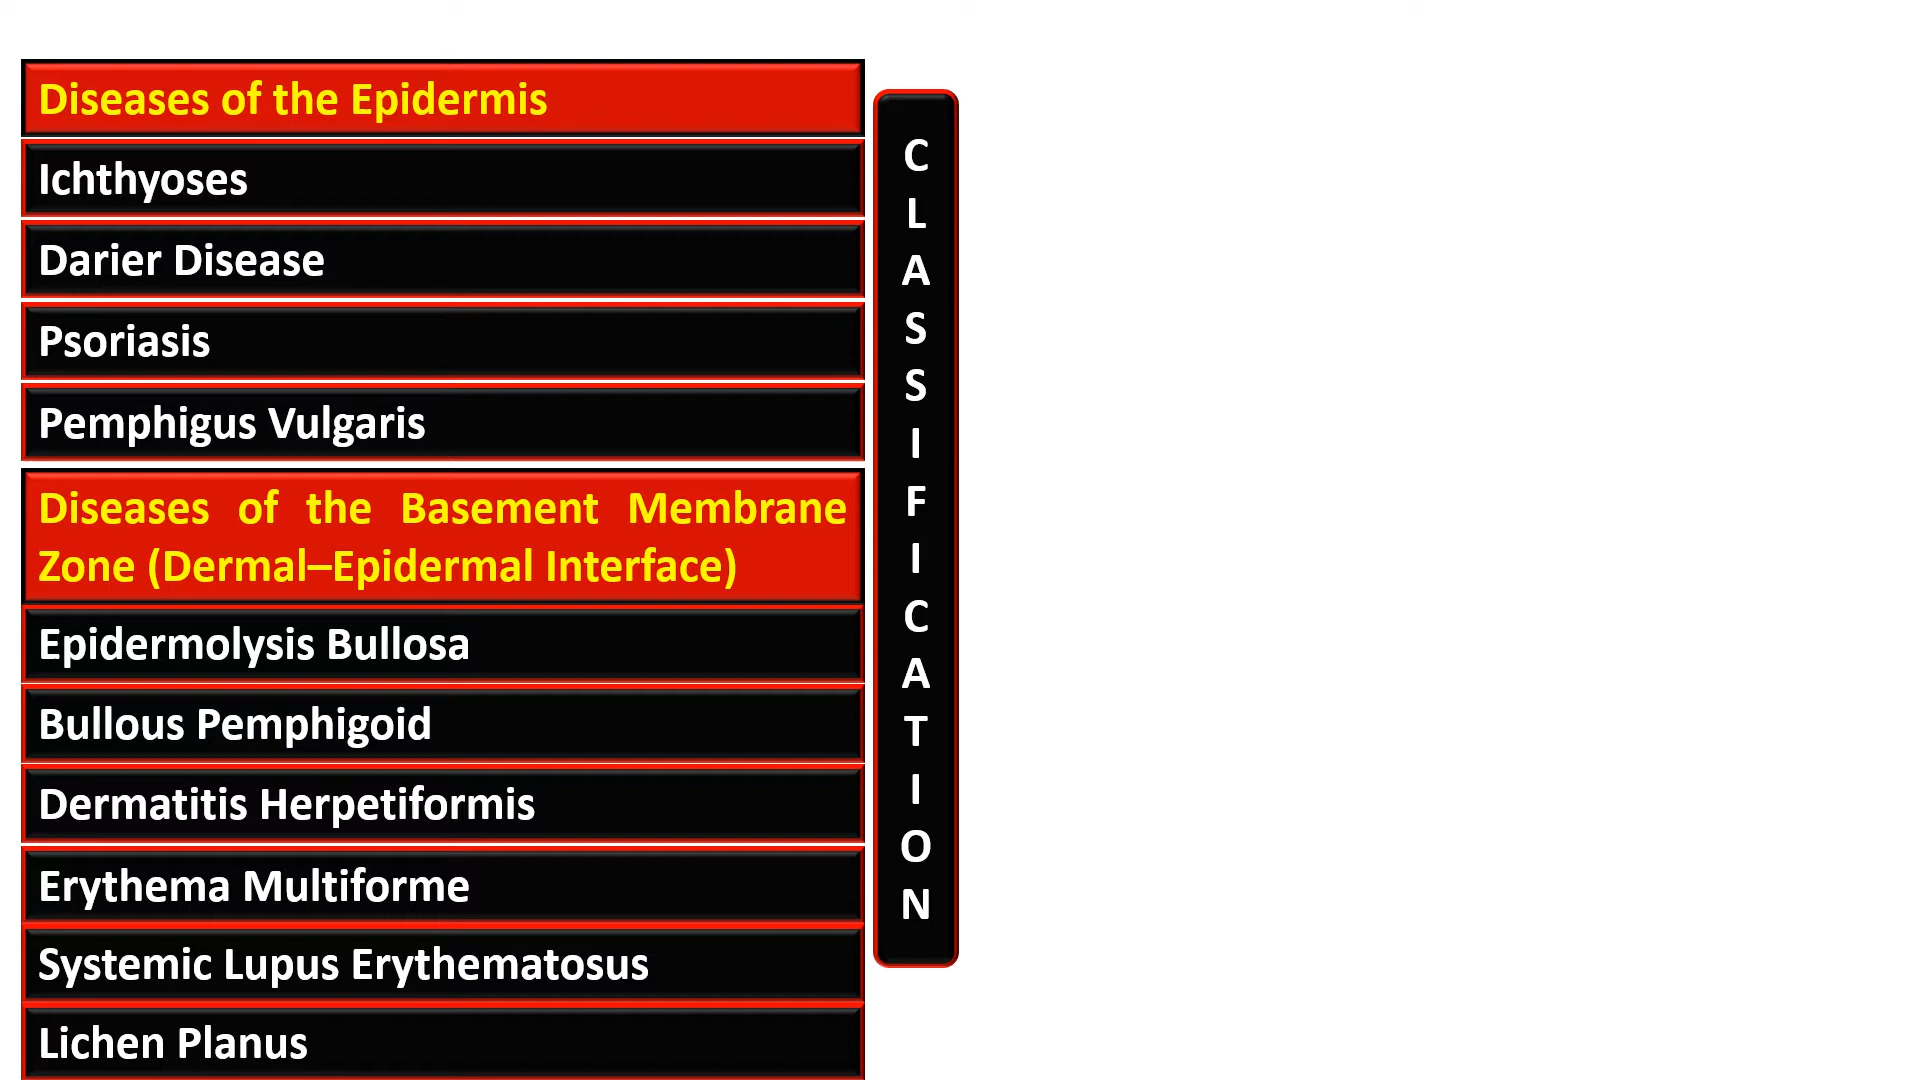 Diseases of the Epidermis
Ichthyoses
Darier Disease
Psoriasis
Pemphigus Vulgaris
Diseases of the Basement Membrane
Zone (Dermal–Epidermal Interface)
Epidermolysis Bullosa
Bullous Pemphigoid
Dermatitis Herpetiformis
Erythema Multiforme
Systemic Lupus Erythematosus
Lichen Planus
C
L
A
S
S
I
F
I
C
A
T
I
O
N